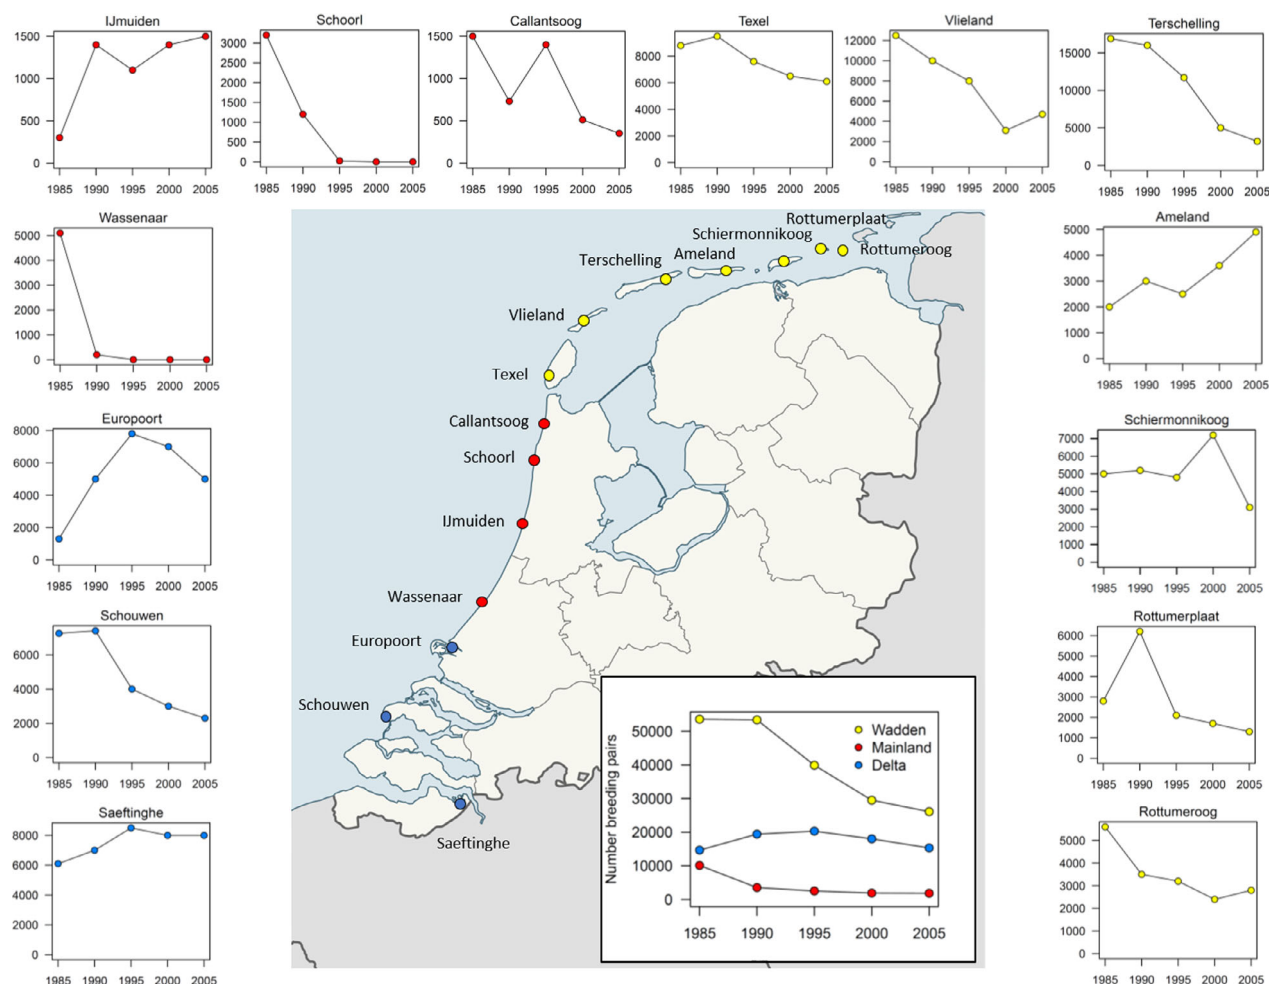 IJmuiden
1500
1000
500
0
1985 1990 1995 2000 2005
Schoorl
3000
2500
2000
1500
1000
500
0
1985 1990 1995 2000 2005
Callantsoog
1500
1000
500
0
1985 1990 1995 2000 2005
Texel
8000
6000
4000
2000
0
1985 1990 1995 2000 2005
Vlieland
12000
10000
8000
6000
4000
2000
0
1985 1990 1995 2000 2005
Terschelling
15000
10000
5000
0
1985 1990 1995 2000 2005
Wassenaar
5000
4000
3000
2000
1000
0
1985 1990 1995 2000 2005
Europoort
8000
6000
4000
2000
0
1985 1990 1995 2000 2005
Schouwen
6000
4000
2000
0
1985 1990 1995 2000 2005
Saeftinghe
8000
6000
4000
2000
0
1985 1990 1995 2000 2005
Rottumerplaat
Schiermonnikoog
Rottumeroog
Ameland
Terschelling
Vlieland
Texel
Callantsoog
Schoorl
IJmuiden
Wassenaar
Europoort
Schouwen
Saeftinghe
Number breeding pairs
50000
40000
30000
20000
10000
0
Wadden
Mainland
Delta
1985 1990 1995 2000 2005
Ameland
5000
4000
3000
2000
1000
0
1985 1990 1995 2000 2005
Schiermonnikoog
7000
6000
5000
4000
3000
2000
1000
0
1985 1990 1995 2000 2005
Rottumerplaat
6000
5000
4000
3000
2000
1000
0
1985 1990 1995 2000 2005
Rottumeroog
5000
4000
3000
2000
1000
0
1985 1990 1995 2000 2005